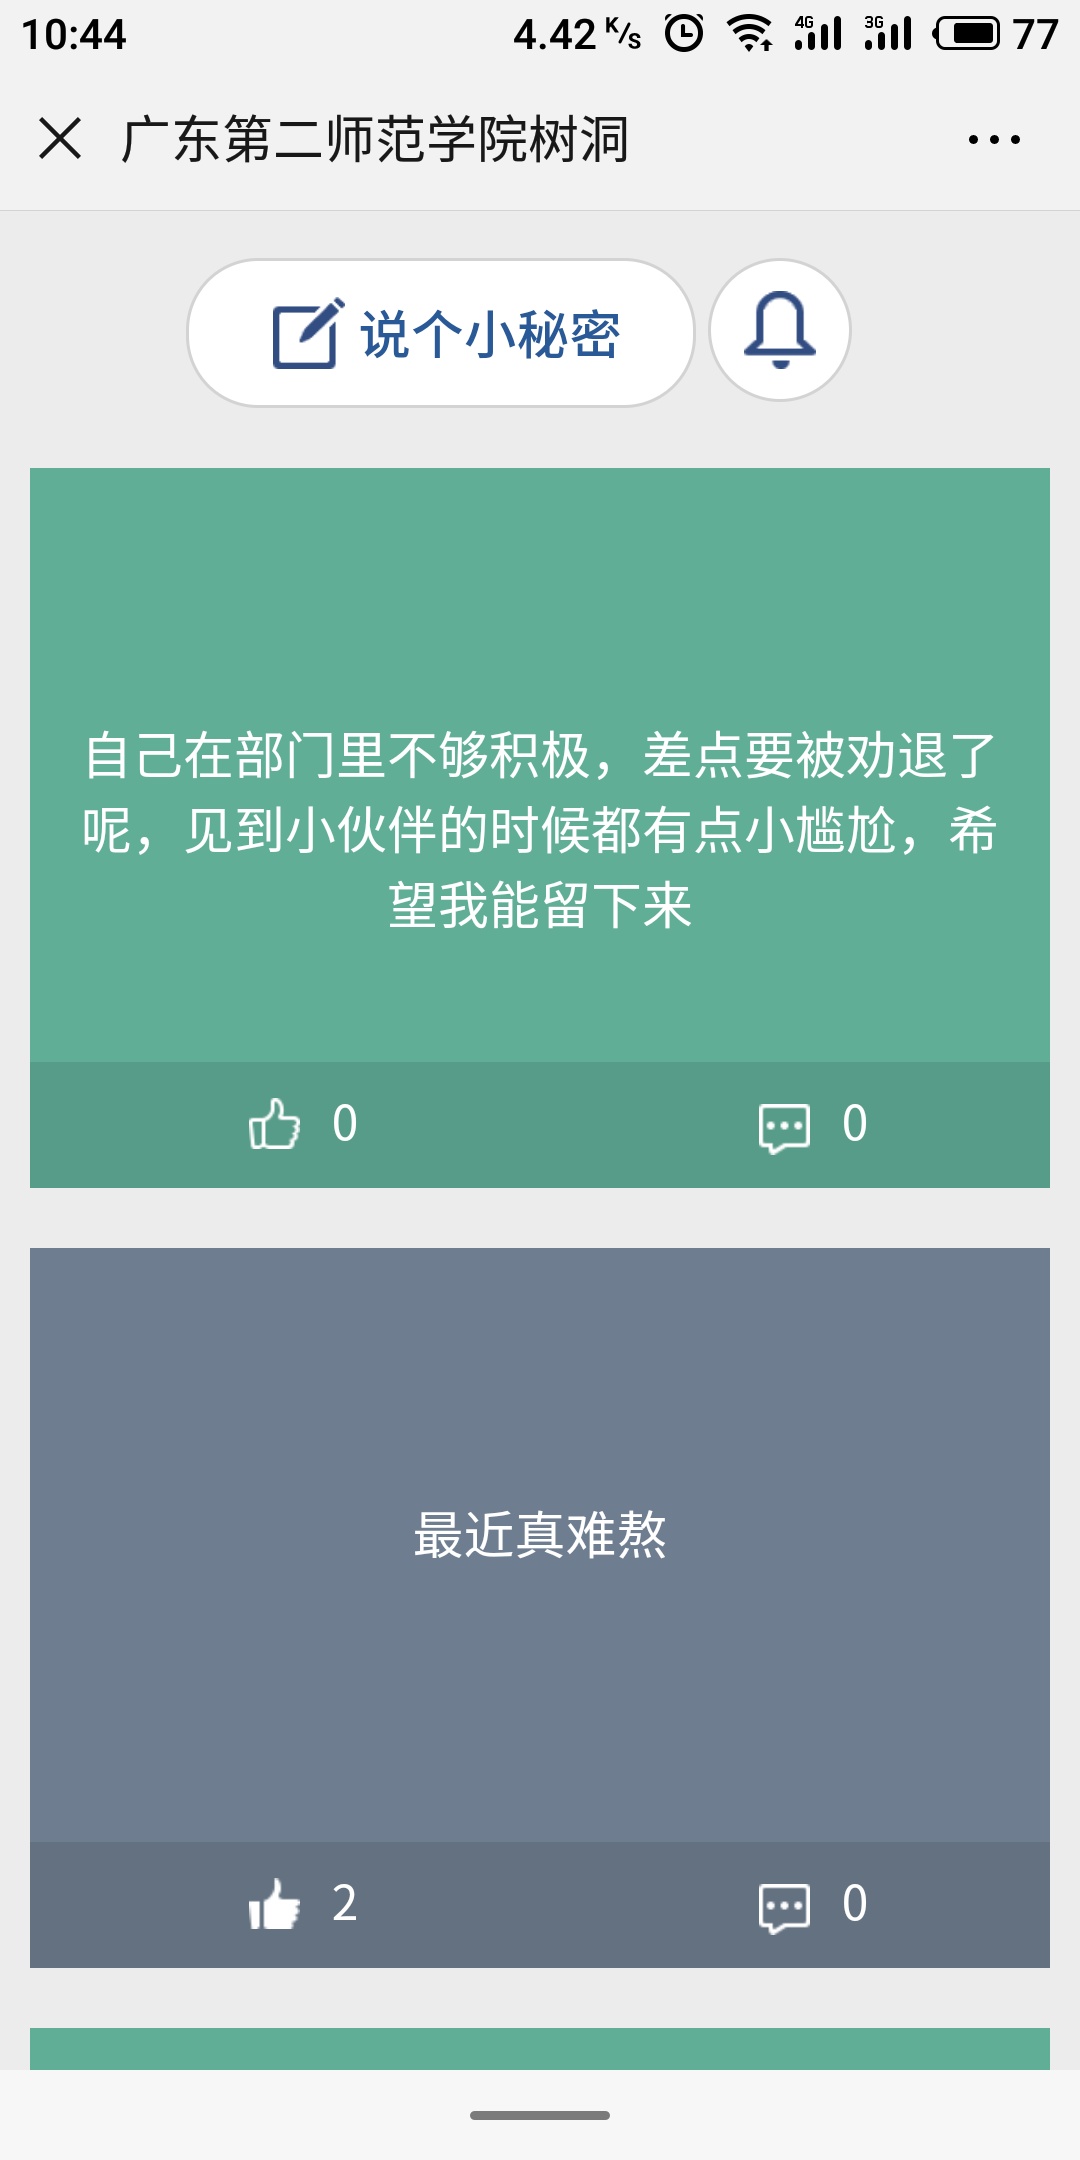 10:44 4.42 K/s 4G 3G 77
广东第二师范学院树洞
说个小秘密
自己在部门里不够积极，差点要被劝退了
呢，见到小伙伴的时候都有点小尴尬，希
望我能留下来
0 0
最近真难熬
2 0